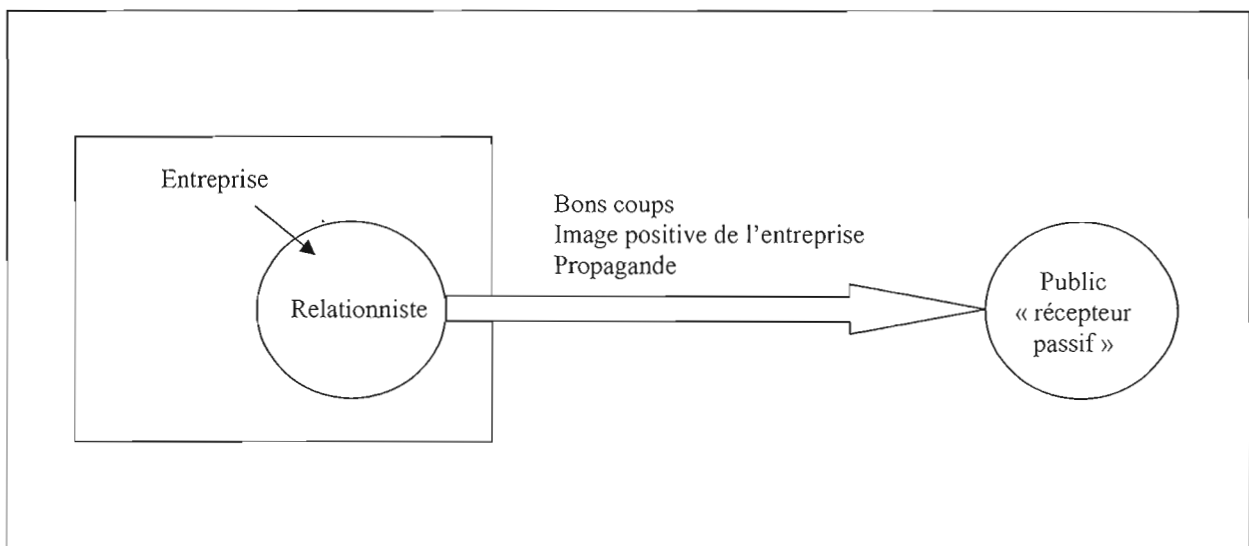 Entreprise
Relationniste
Bons coups
Image positive de l'entreprise
Propagande
Public
« récepteur
passif »